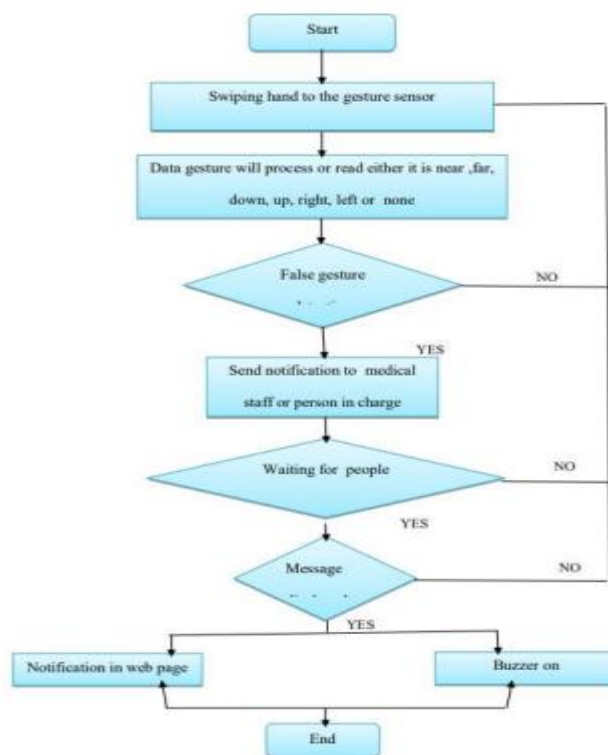 Start
Swiping hand to the gesture sensor
Data gesture will process or read either it is near ,far,
down, up, right, left or none
False gesture
NO
YES
Send notification to medical
staff or person in charge
Waiting for people
NO
YES
Message
NO
YES
Notification in web page
Buzzer on
End